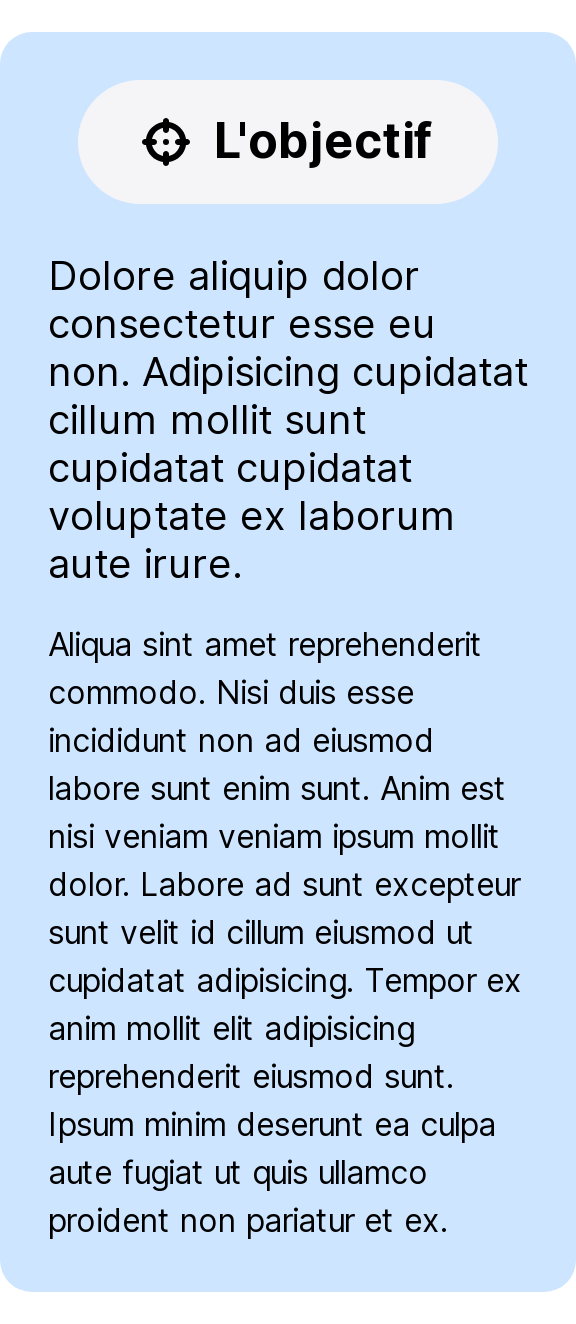 L'objectif
Dolore aliquip dolor
consectetur esse eu
non. Adipisicing cupidatat
cillum mollit sunt
cupidatat cupidatat
voluptate ex laborum
aute irure.
Aliqua sint amet reprehenderit
commodo. Nisi duis esse
incididunt non ad eiusmod
labore sunt enim sunt. Anim est
nisi veniam veniam ipsum mollit
dolor. Labore ad sunt excepteur
sunt velit id cillum eiusmod ut
cupidatat adipisicing. Tempor ex
anim mollit elit adipisicing
reprehenderit eiusmod sunt.
Ipsum minim deserunt ea culpa
aute fugiat ut quis ullamco
proident non pariatur et ex.